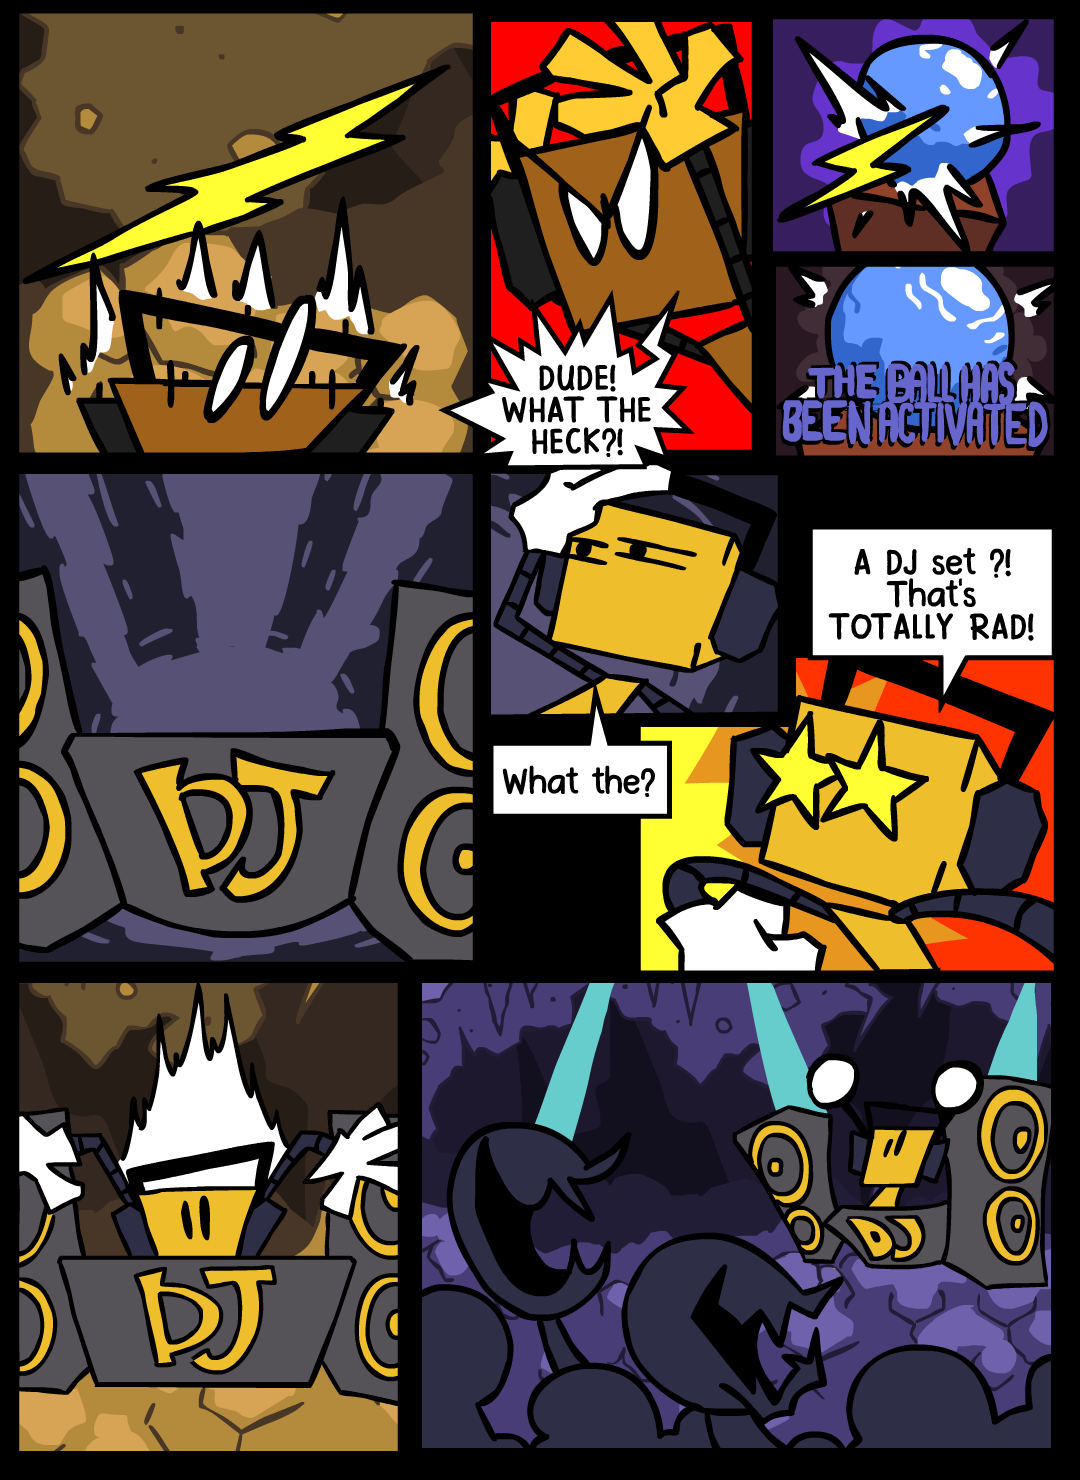 DUDE!
WHAT THE
HECK?!
THE BALL HAS
BEEN ACTIVATED
DJ
What the?
A DJ set ?!
That's
TOTALLY RAD!
DJ
DJ